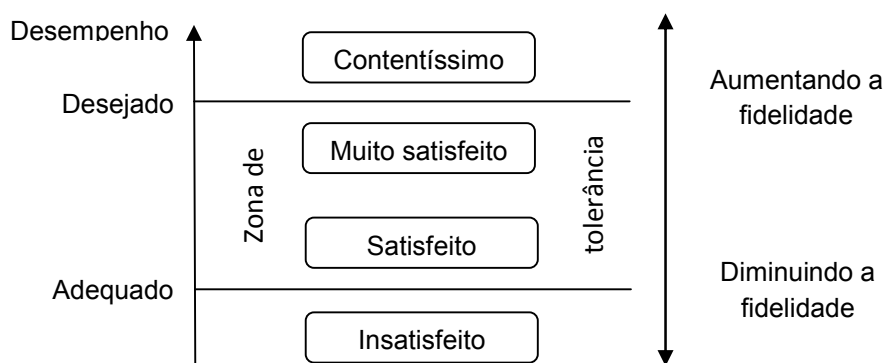 Desempenho
Contentíssimo
Aumentando a
fidelidade
Desejado
Muito satisfeito
Zona de
tolerância
Satisfeito
Adequado
Diminuindo a
fidelidade
Insatisfeito